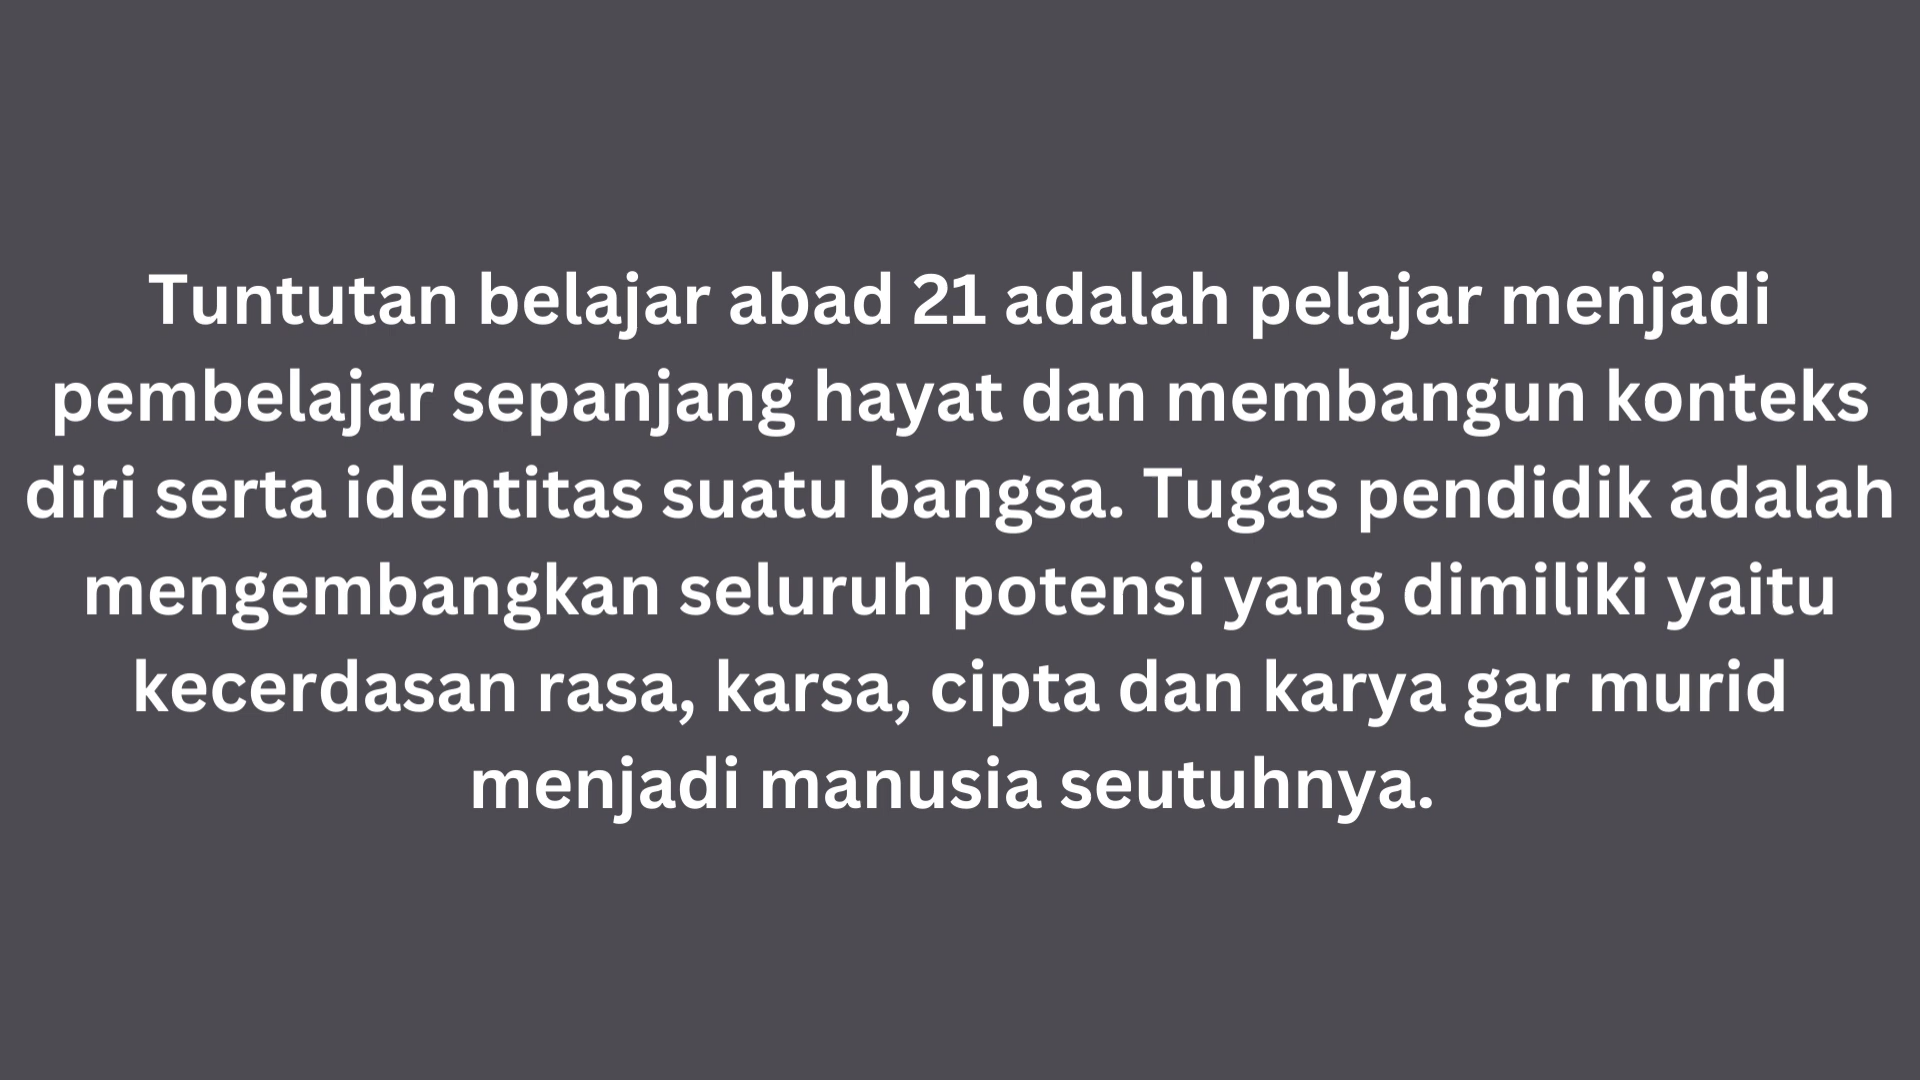 Tuntutan belajar abad 21 adalah pelajar menjadi
pembelajar sepanjang hayat dan membangun konteks
diri serta identitas suatu bangsa. Tugas pendidik adalah
mengembangkan seluruh potensi yang dimiliki yaitu
kecerdasan rasa, karsa, cipta dan karya gar murid
menjadi manusia seutuhnya.